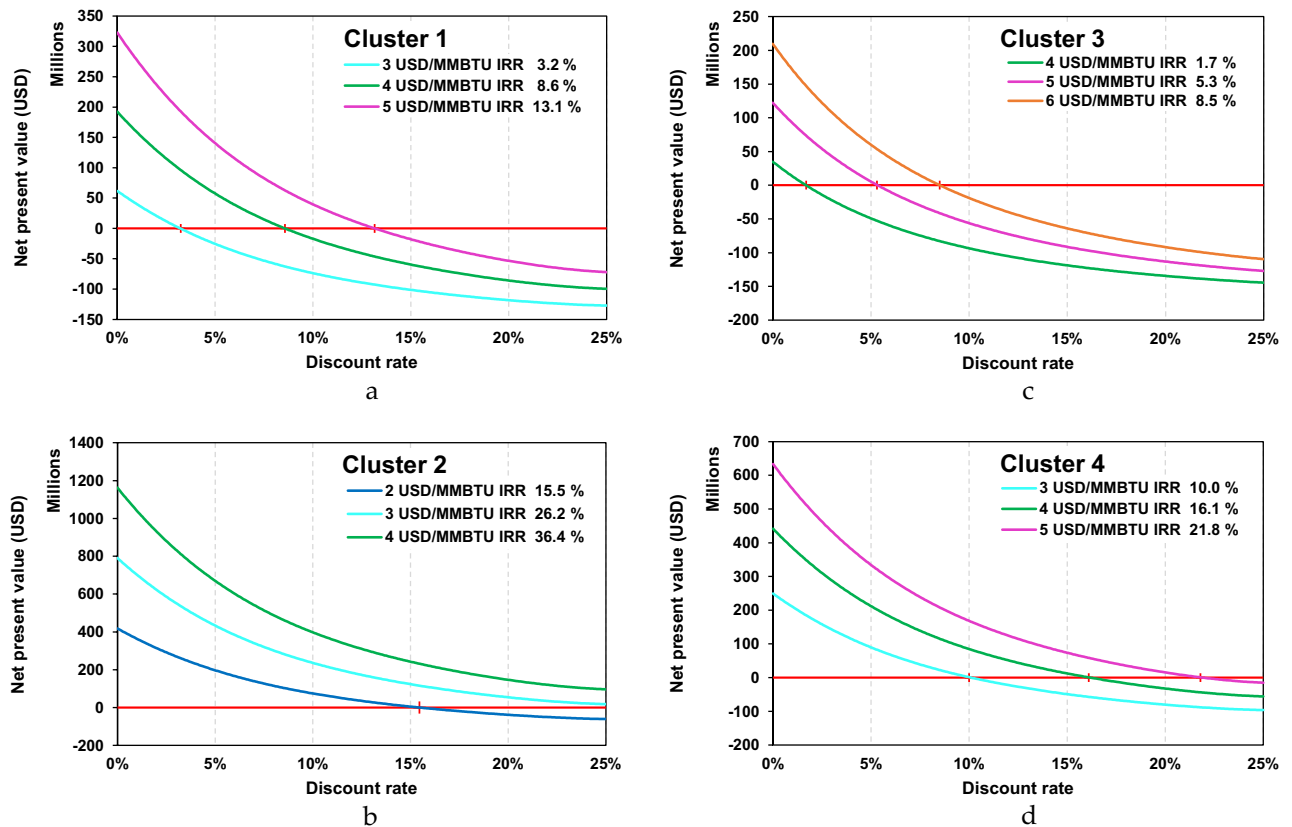 Cluster 1
3 USD/MMBTU IRR 3.2 %
4 USD/MMBTU IRR 8.6 %
5 USD/MMBTU IRR 13.1 %
Net present value (USD)
Millions
350
300
250
200
150
100
50
0
-50
-100
-150
0%
5%
10%
15%
20%
25%
Discount rate
a
Cluster 3
4 USD/MMBTU IRR 1.7 %
5 USD/MMBTU IRR 5.3 %
6 USD/MMBTU IRR 8.5 %
Net present value (USD)
Millions
250
200
150
100
50
0
-50
-100
-150
-200
0%
5%
10%
15%
20%
25%
Discount rate
c
Cluster 2
2 USD/MMBTU IRR 15.5 %
3 USD/MMBTU IRR 26.2 %
4 USD/MMBTU IRR 36.4 %
Net present value (USD)
Millions
1400
1200
1000
800
600
400
200
0
-200
0%
5%
10%
15%
20%
25%
Discount rate
b
Cluster 4
3 USD/MMBTU IRR 10.0 %
4 USD/MMBTU IRR 16.1 %
5 USD/MMBTU IRR 21.8 %
Net present value (USD)
Millions
700
600
500
400
300
200
100
0
-100
-200
0%
5%
10%
15%
20%
25%
Discount rate
d